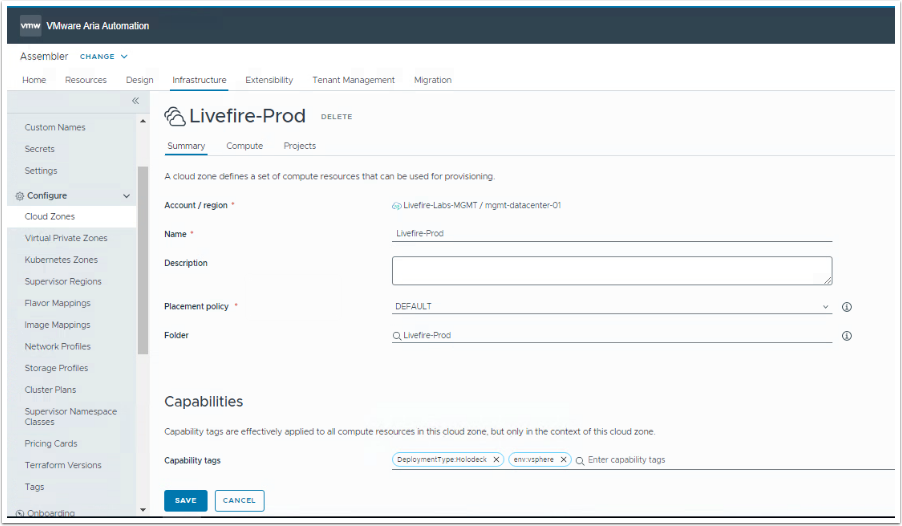 vmw VMware Aria Automation
Assembler CHANGE
Home Resources Design Infrastructure Extensibility Tenant Management Migration
Custom Names
Secrets
Settings
Configure
Cloud Zones
Virtual Private Zones
Kubernetes Zones
Supervisor Regions
Flavor Mappings
Image Mappings
Network Profiles
Storage Profiles
Cluster Plans
Supervisor Namespace
Classes
Pricing Cards
Terraform Versions
Tags
Onboarding
Livefire-Prod DELETE
Summary Compute Projects
A cloud zone defines a set of compute resources that can be used for provisioning.
Account / region * Livefire-Labs-MGMT / mgmt-datacenter-01
Name * Livefire-Prod
Description
Placement policy * DEFAULT
Folder Livefire-Prod
Capabilities
Capability tags are effectively applied to all compute resources in this cloud zone, but only in the context of this cloud zone.
Capability tags DeploymentType:Holodeck env:vsphere Enter capability tags
SAVE CANCEL